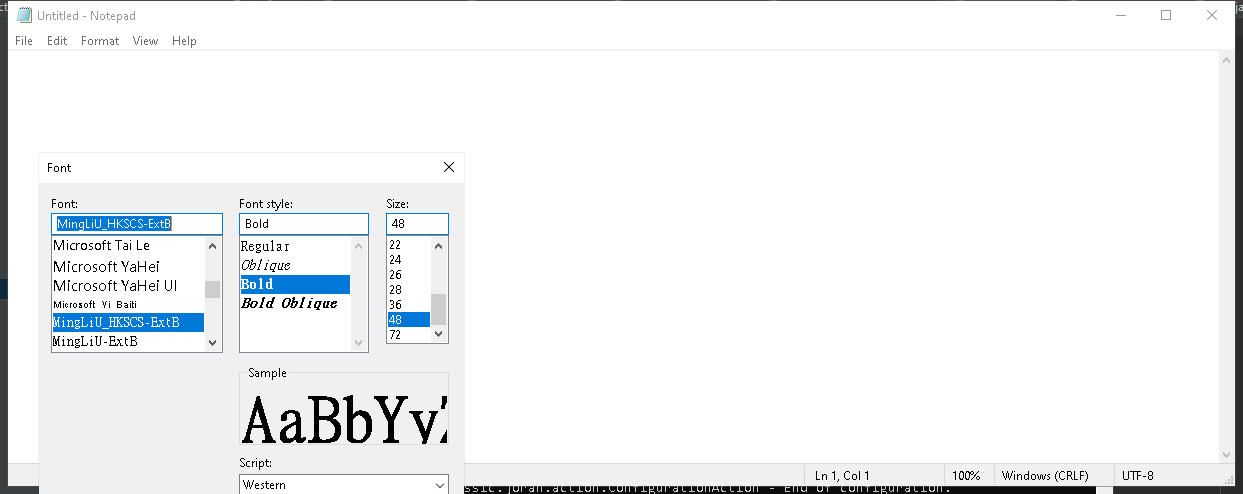 Untitled - Notepad
File Edit Format View Help
Font
Font: Font style: Size:
MingLiU_HKSCS-ExtB Bold 48
Microsoft Tai Le
Microsoft YaHei
Microsoft YaHei UI
Microsoft Yi Baiti
MingLiU_HKSCS-ExtB
MingLiU-ExtB
Regular
Oblique
Bold
Bold Oblique
22
24
26
28
36
48
72
Sample
AaBbYy
Script:
Western
Ln 1, Col 1 100% Windows (CRLF) UTF-8
ssic.joran.action.ConfigurationAction - End of configuration.